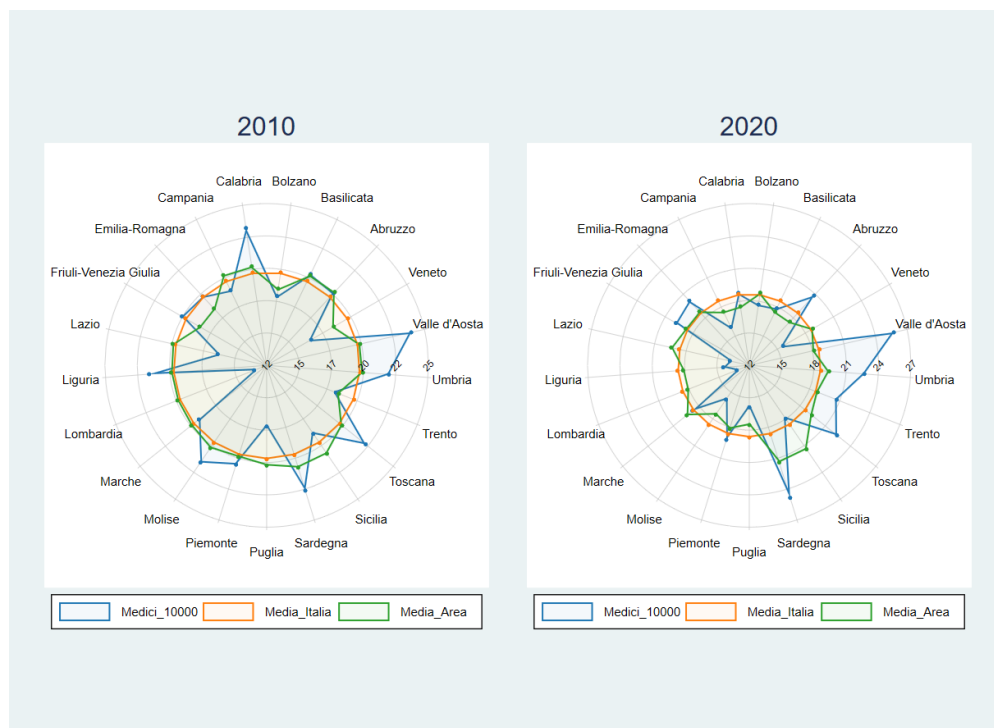 2010
Calabria Bolzano
Campania Basilicata
Emilia-Romagna Abruzzo
Friuli-Venezia Giulia Veneto
Lazio Valle d'Aosta
12 15 17 20 22 25
Liguria Umbria
Lombardia Trento
Marche Toscana
Molise Sicilia
Piemonte Sardegna
Puglia
Medici_10000 Media_Italia Media_Area
2020
Calabria Bolzano
Campania Basilicata
Emilia-Romagna Abruzzo
Friuli-Venezia Giulia Veneto
Lazio Valle d'Aosta
12 15 18 21 24 27
Liguria Umbria
Lombardia Trento
Marche Toscana
Molise Sicilia
Piemonte Sardegna
Puglia
Medici_10000 Media_Italia Media_Area